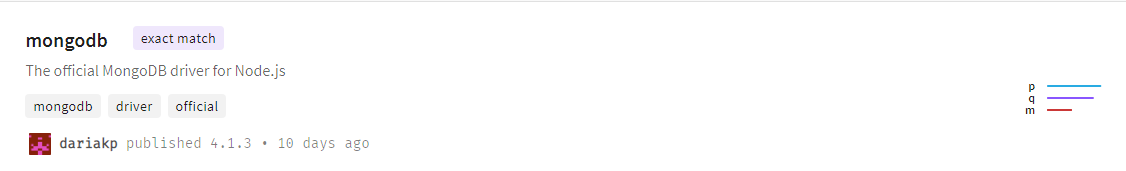 mongodb exact match
The official MongoDB driver for Node.js
mongodb driver official
dariakp published 4.1.3 • 10 days ago
p
q
m